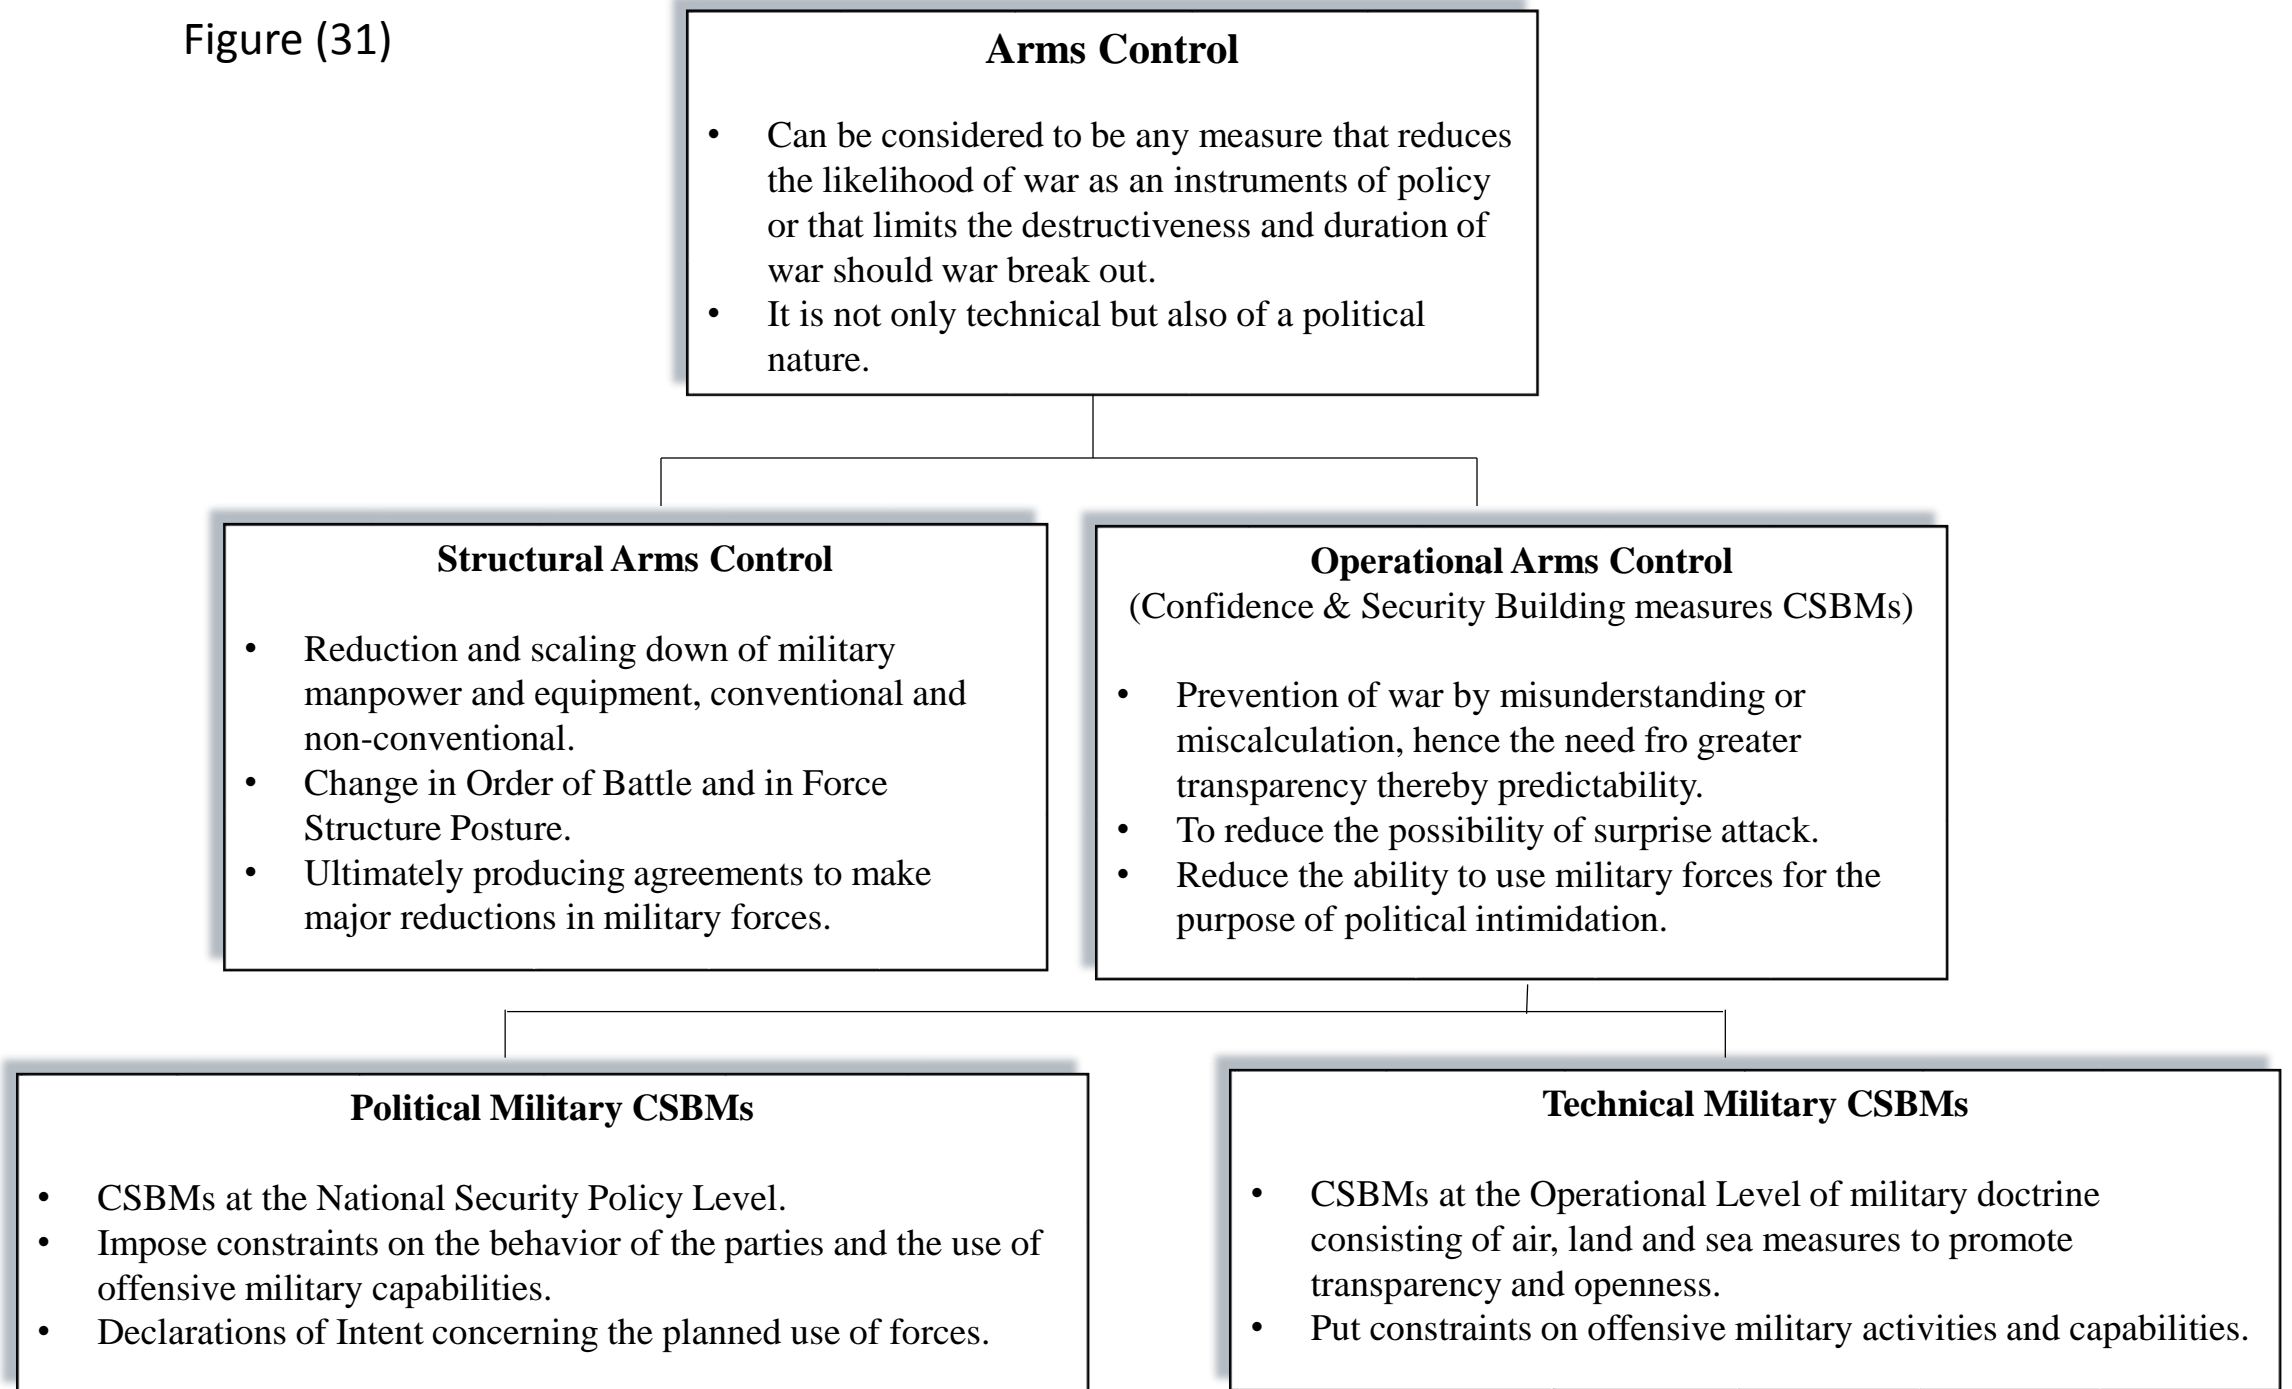 Figure (31)
Arms Control
• Can be considered to be any measure that reduces
the likelihood of war as an instruments of policy
or that limits the destructiveness and duration of
war should war break out.
• It is not only technical but also of a political
nature.
Structural Arms Control
• Reduction and scaling down of military
manpower and equipment, conventional and
non-conventional.
• Change in Order of Battle and in Force
Structure Posture.
• Ultimately producing agreements to make
major reductions in military forces.
Operational Arms Control
(Confidence & Security Building measures CSBMs)
• Prevention of war by misunderstanding or
miscalculation, hence the need fro greater
transparency thereby predictability.
• To reduce the possibility of surprise attack.
• Reduce the ability to use military forces for the
purpose of political intimidation.
Political Military CSBMs
• CSBMs at the National Security Policy Level.
• Impose constraints on the behavior of the parties and the use of
offensive military capabilities.
• Declarations of Intent concerning the planned use of forces.
Technical Military CSBMs
• CSBMs at the Operational Level of military doctrine
consisting of air, land and sea measures to promote
transparency and openness.
• Put constraints on offensive military activities and capabilities.